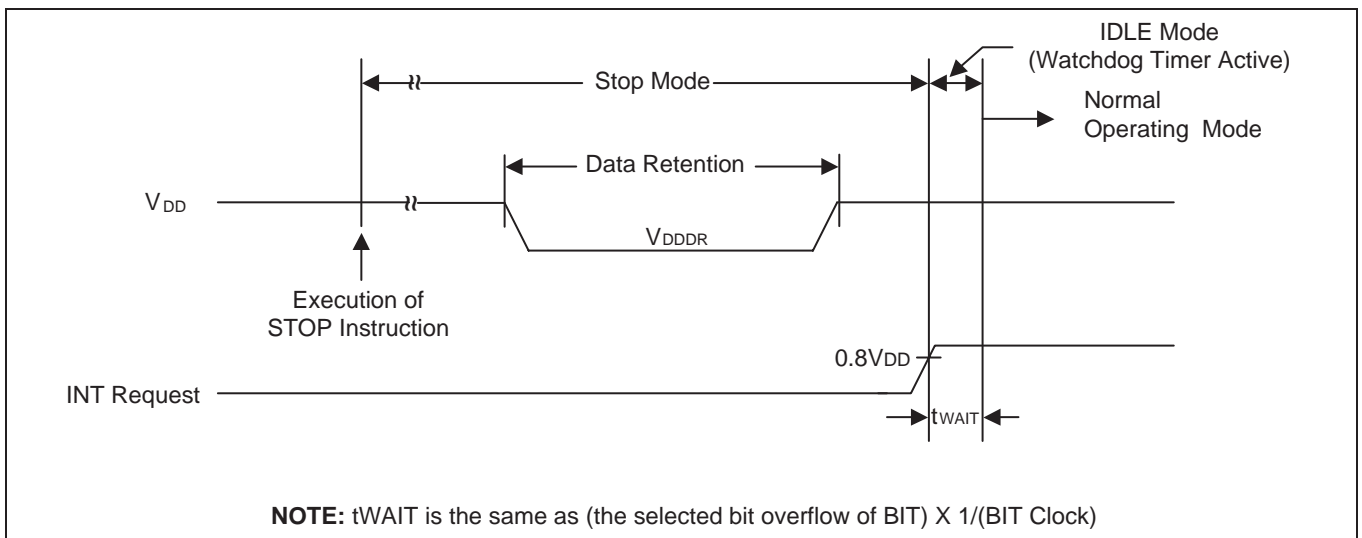 IDLE Mode
(Watchdog Timer Active)
Stop Mode
Normal
Operating Mode
Data Retention
VDD
VDDDR
Execution of
STOP Instruction
0.8VDD
INT Request
tWAIT
NOTE: tWAIT is the same as (the selected bit overflow of BIT) X 1/(BIT Clock)